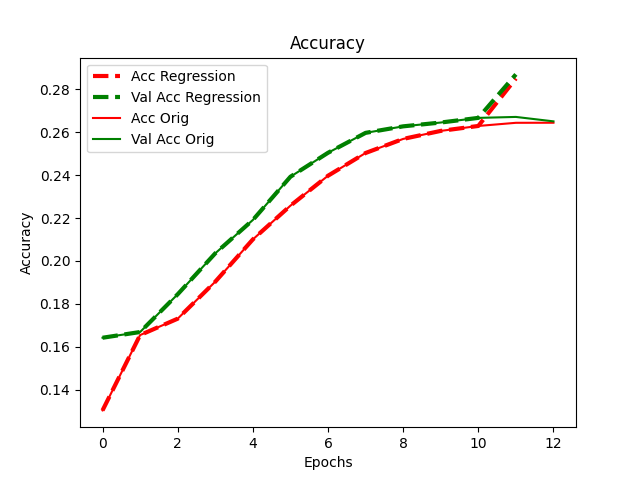 Accuracy
Acc Regression
Val Acc Regression
Acc Orig
Val Acc Orig
0.28
0.26
0.24
0.22
0.20
0.18
0.16
0.14
Accuracy
0 2 4 6 8 10 12
Epochs